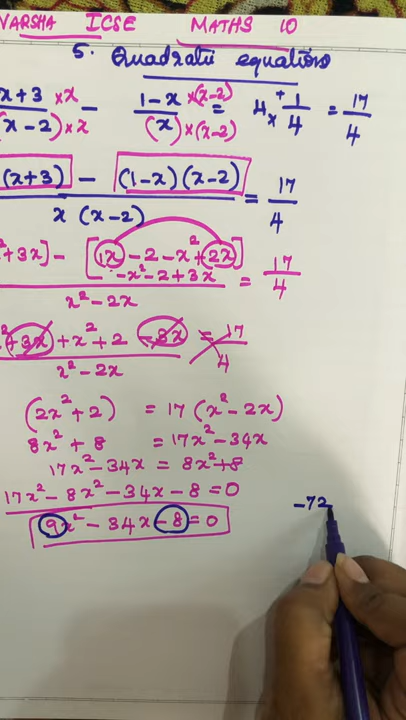 VARSHA ICSE MATHS 10
5. Quadratic equations
x+3 ×x / (x-2) ×x - 1-x ×(x-2) / (x) ×(x-2) = 4 × + 1/4 = 17/4
(x+3) - (1-x)(x-2) / x(x-2) = 17/4
x²+3x] - [1x-2-x²+2x]
-x²-2+3x / x²-2x = 17/4
²+3x+x²+2-3x / x²-2x = 17/4
(2x²+2) = 17(x²-2x)
8x²+8 = 17x²-34x
17x²-34x = 8x²+8
17x²-8x²-34x-8=0
9x²-34x-8=0
-72